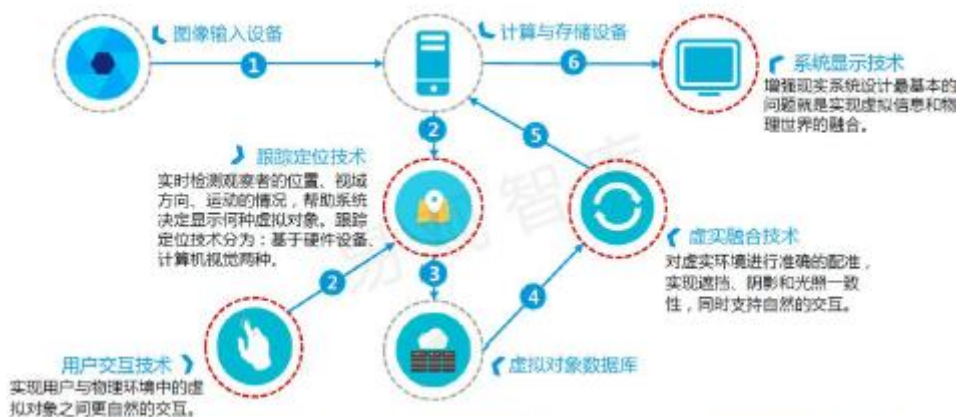 图像输入设备
1
计算与存储设备
6
系统显示技术
增强现实系统设计最基本的
问题就是实现虚拟信息和物
理世界的融合。
2
5
跟踪定位技术
实时检测观察者的位置、视域
方向、运动的情况，帮助系统
决定显示何种虚拟对象。跟踪
定位技术分为：基于硬件设备、
计算机视觉两种。
虚实融合技术
对虚实环境进行准确的配准，
实现遮挡、阴影和光照一致
性，同时支持自然的交互。
2
3
4
用户交互技术
实现用户与物理环境中的虚
拟对象之间更自然的交互。
虚拟对象数据库